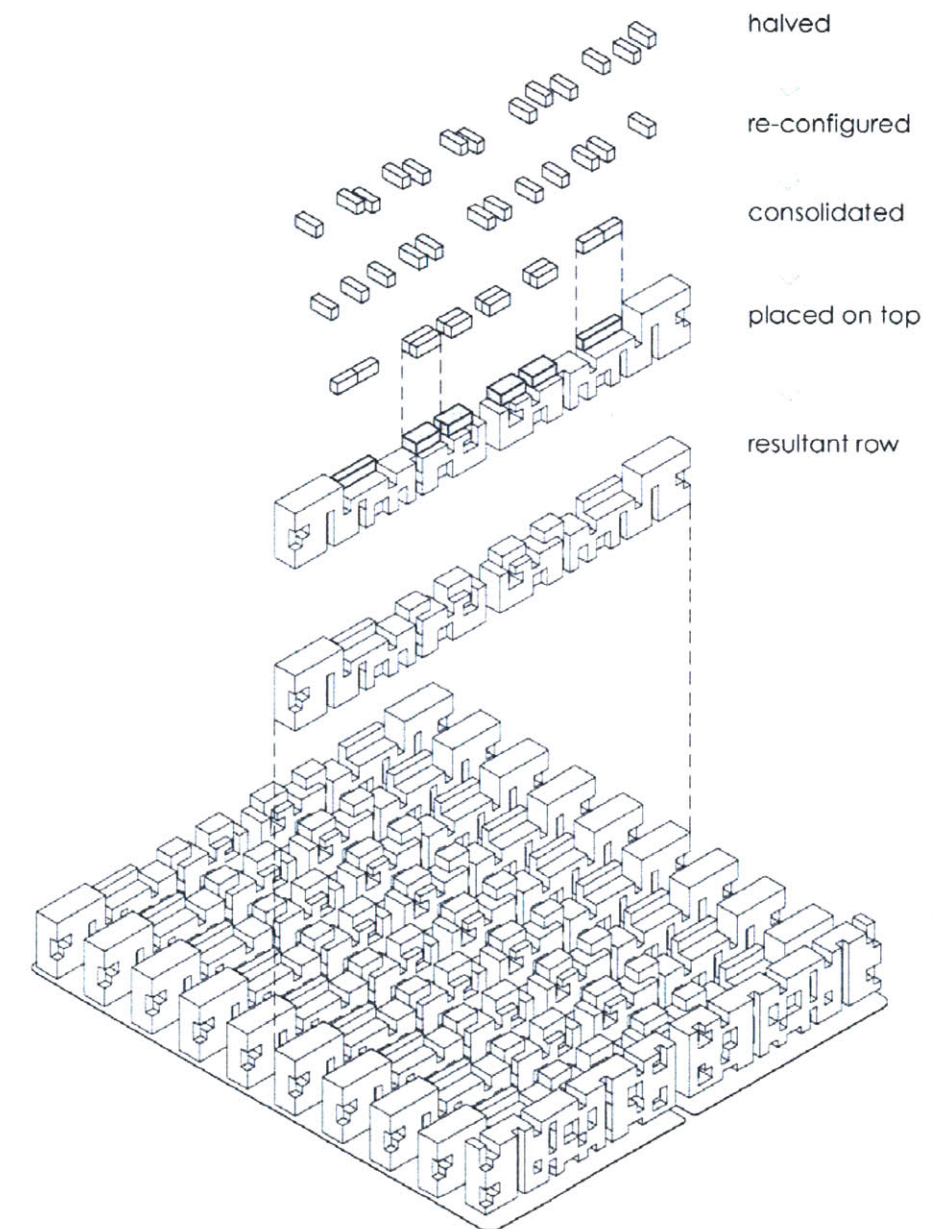 halved
re-configured
consolidated
placed on top
resultant row